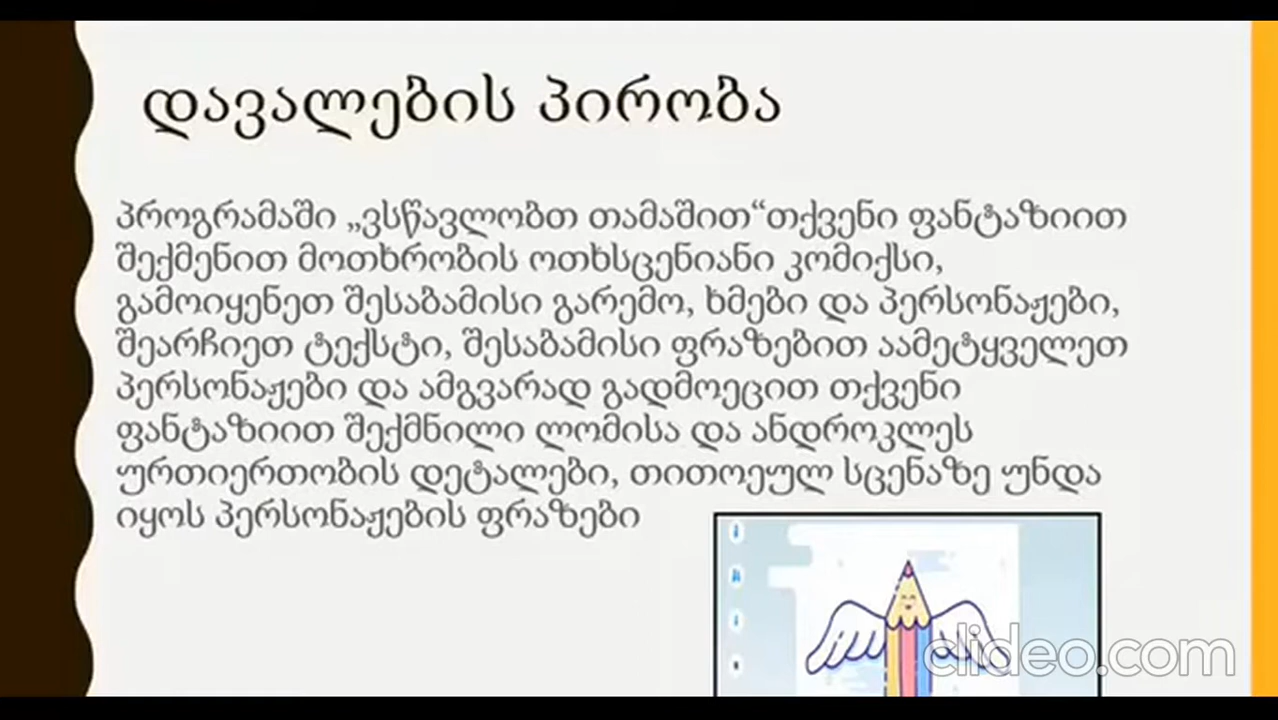 დავალების პირობა
პროგრამაში „ვსწავლობთ თამაშით“თქვენი ფანტაზიით
შექმენით მოთხრობის ოთხსცენიანი კომიქსი,
გამოიყენეთ შესაბამისი გარემო, ხმები და პერსონაჟები,
შეარჩიეთ ტექსტი, შესაბამისი ფრაზებით აამეტყველეთ
პერსონაჟები და ამგვარად გადმოეცით თქვენი
ფანტაზიით შექმნილი ლომისა და ანდროკლეს
ურთიერთობის დეტალები, თითოეულ სცენაზე უნდა
იყოს პერსონაჟების ფრაზები
clideo.com